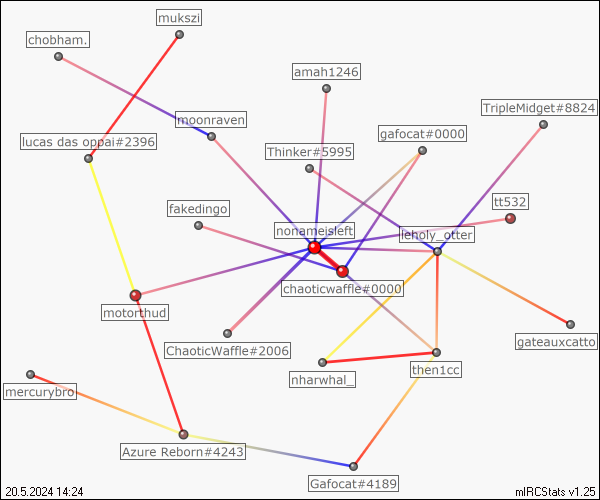 mukszi
chobham.
amah1246
TripleMidget#8824
moonraven
gafocat#0000
lucas das oppai#2396
Thinker#5995
tt532
fakedingo
nonameisleft
leholy_otter
chaoticwaffle#0000
motorthud
gateauxcatto
ChaoticWaffle#2006
then1cc
nharwhal_
mercurybro
Azure Reborn#4243
Gafocat#4189
20.5.2024 14:24
mIRCStats v1.25